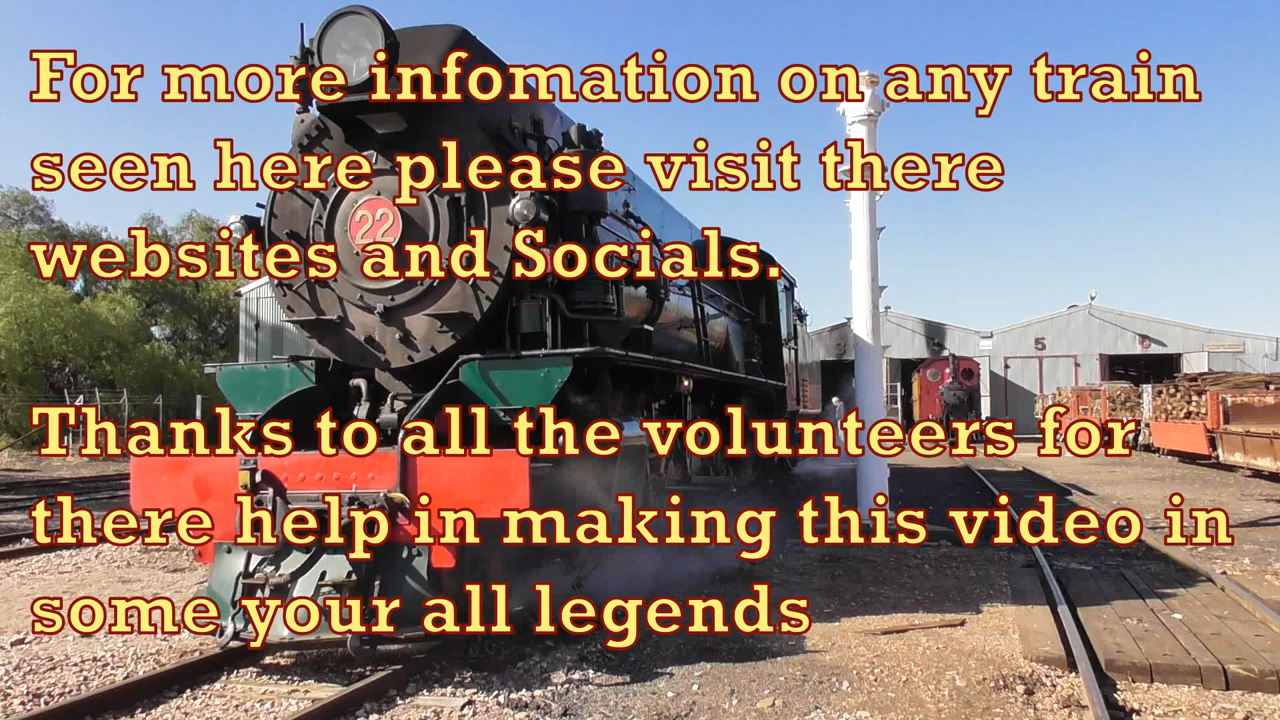 For more infomation on any train
seen here please visit there
websites and Socials.
22
5
6
Thanks to all the volunteers for
there help in making this video in
some your all legends